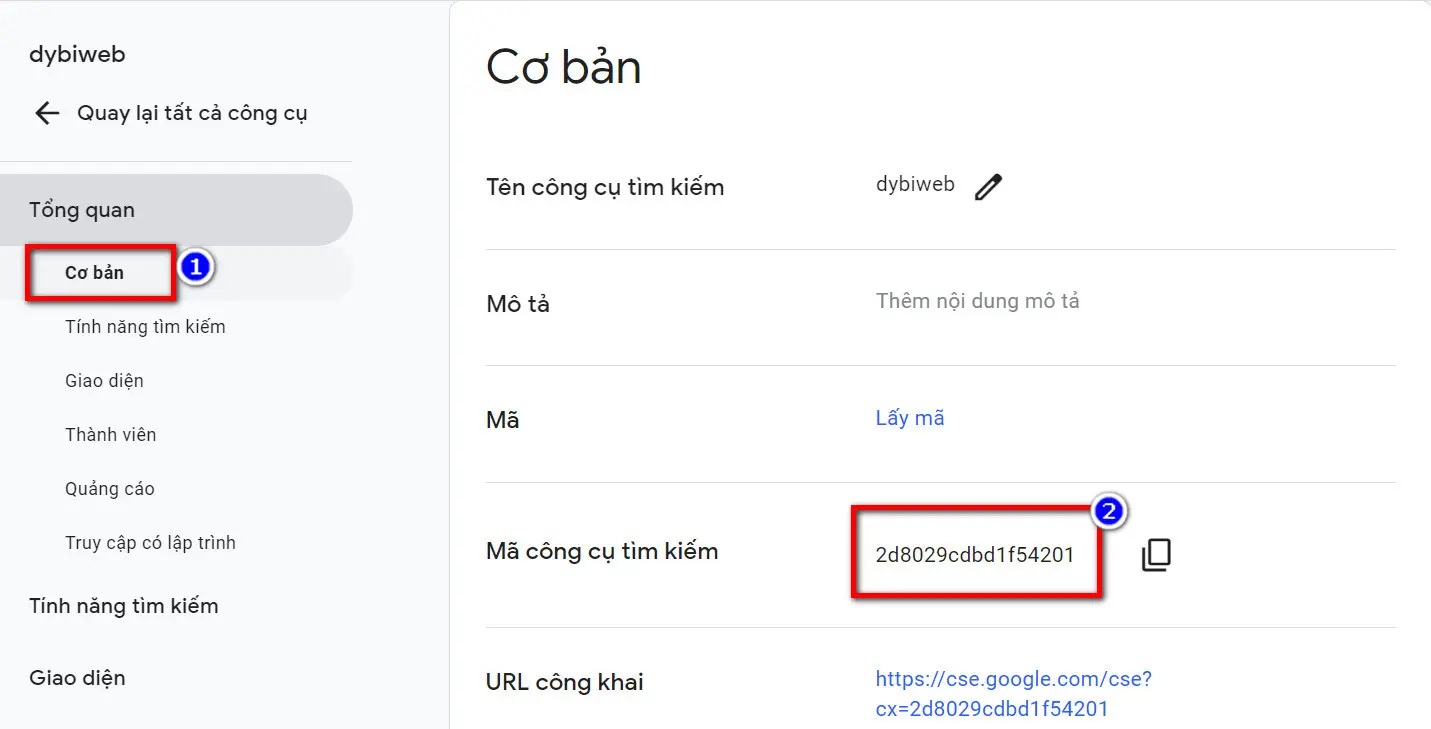 dybiweb
Quay lại tất cả công cụ
Tổng quan
Cơ bản
1
Tính năng tìm kiếm
Giao diện
Thành viên
Quảng cáo
Truy cập có lập trình
Tính năng tìm kiếm
Giao diện
Cơ bản
Tên công cụ tìm kiếm
dybiweb
Mô tả
Thêm nội dung mô tả
Mã
Lấy mã
2
Mã công cụ tìm kiếm
2d8029cdbd1f54201
URL công khai
https://cse.google.com/cse?
cx=2d8029cdbd1f54201